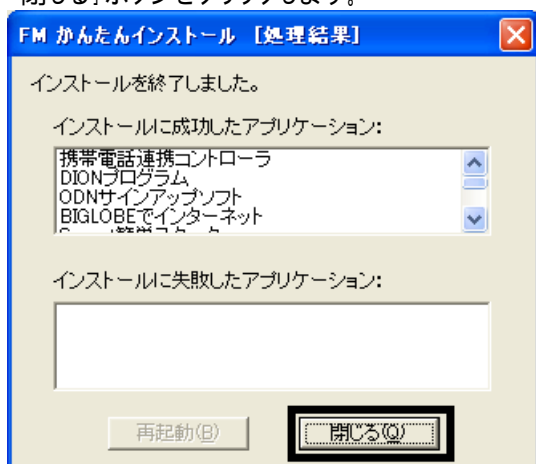 閉じる」ボタンをクリックします。
FM かんたんインストール [処理結果]
インストールを終了しました。
インストールに成功したアプリケーション:
携帯電話連携コントローラ
DIONプログラム
ODNサインアップソフト
BIGLOBEでインターネット
インストールに失敗したアプリケーション:
再起動(B)
閉じる(Q)